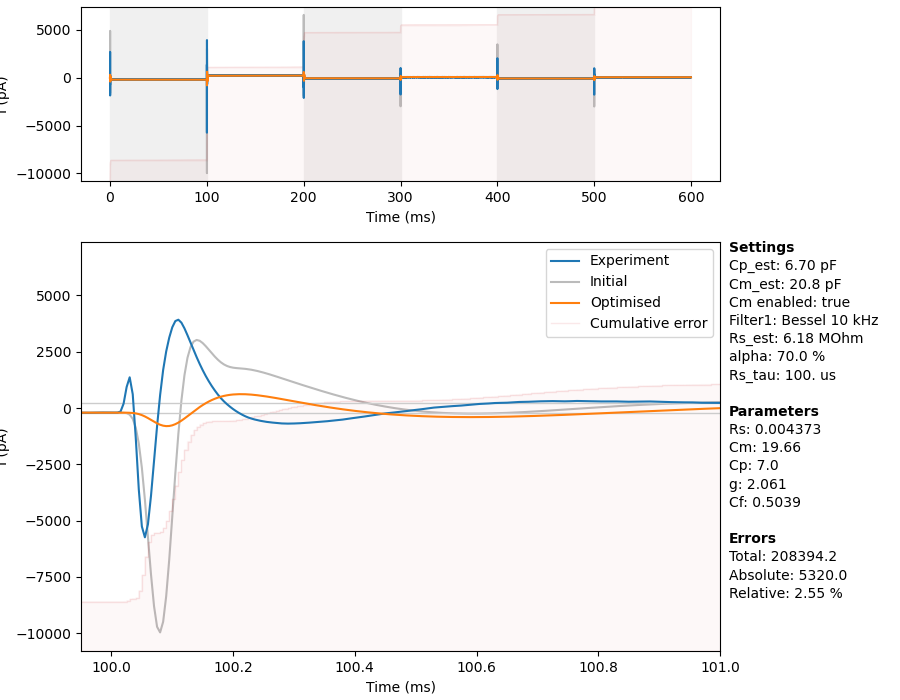 5000
0
−5000
−10000
I (pA)
0 100 200 300 400 500 600
Time (ms)
5000
2500
0
−2500
−5000
−7500
−10000
I (pA)
100.0 100.2 100.4 100.6 100.8 101.0
Time (ms)
Experiment
Initial
Optimised
Cumulative error
Settings
Cp_est: 6.70 pF
Cm_est: 20.8 pF
Cm enabled: true
Filter1: Bessel 10 kHz
Rs_est: 6.18 MOhm
alpha: 70.0 %
Rs_tau: 100. us
Parameters
Rs: 0.004373
Cm: 19.66
Cp: 7.0
g: 2.061
Cf: 0.5039
Errors
Total: 208394.2
Absolute: 5320.0
Relative: 2.55 %